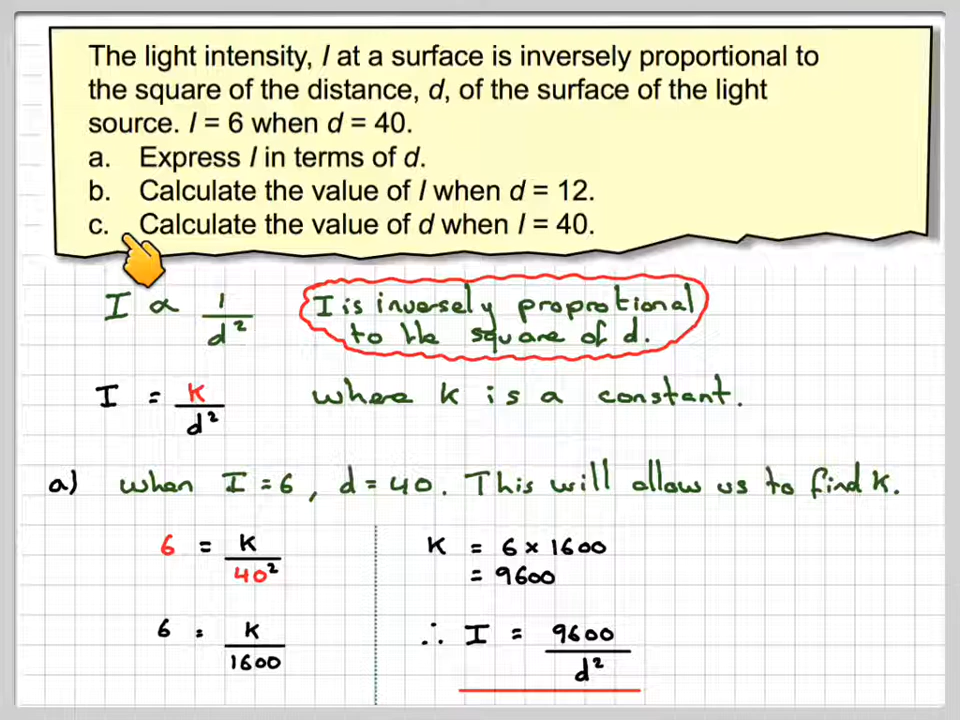 The light intensity, I at a surface is inversely proportional to
the square of the distance, d, of the surface of the light
source. I = 6 when d = 40.
a. Express I in terms of d.
b. Calculate the value of I when d = 12.
c. Calculate the value of d when I = 40.
I ∝ 1/d²
I is inversely proprotional
to the square of d.
I = K/d² where k is a constant.
a) when I = 6, d = 40. This will allow us to find k.
6 = K/40²
6 = K/1600
K = 6 × 1600
= 9600
∴ I = 9600/d²